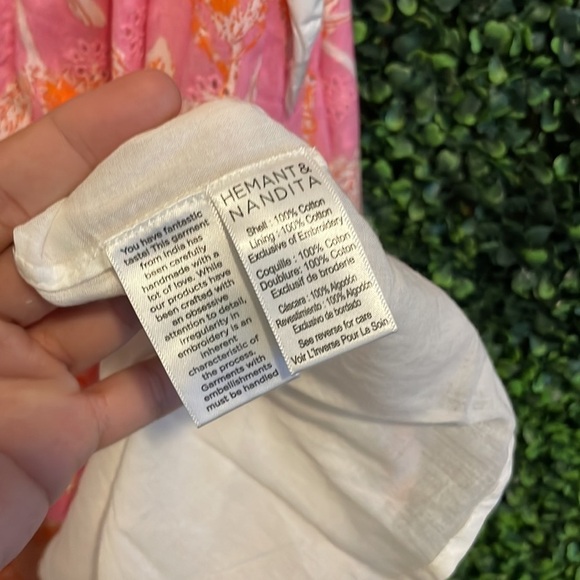 You have fantastic
taste! This garment
from India has
been carefully
handmade with a
lot of love. While
our products have
been crafted with
an obsessive
attention to detail,
irregularity in
embroidery is an
inherent
characteristic of
the process.
Garments with
embellishments
must be handled
HEMANT &
NANDITA
Shell : 100% Cotton
Lining : 100% Cotton
Exclusive of Embroidery
Coquille : 100% Coton
Doublure: 100% Coton
Exclusif de broderie
Cáscara : 100% Algodón
Revestimiento : 100% Algodón
Exclusivo de bordado
See reverse for care
Voir L'inverse Pour Le Soin